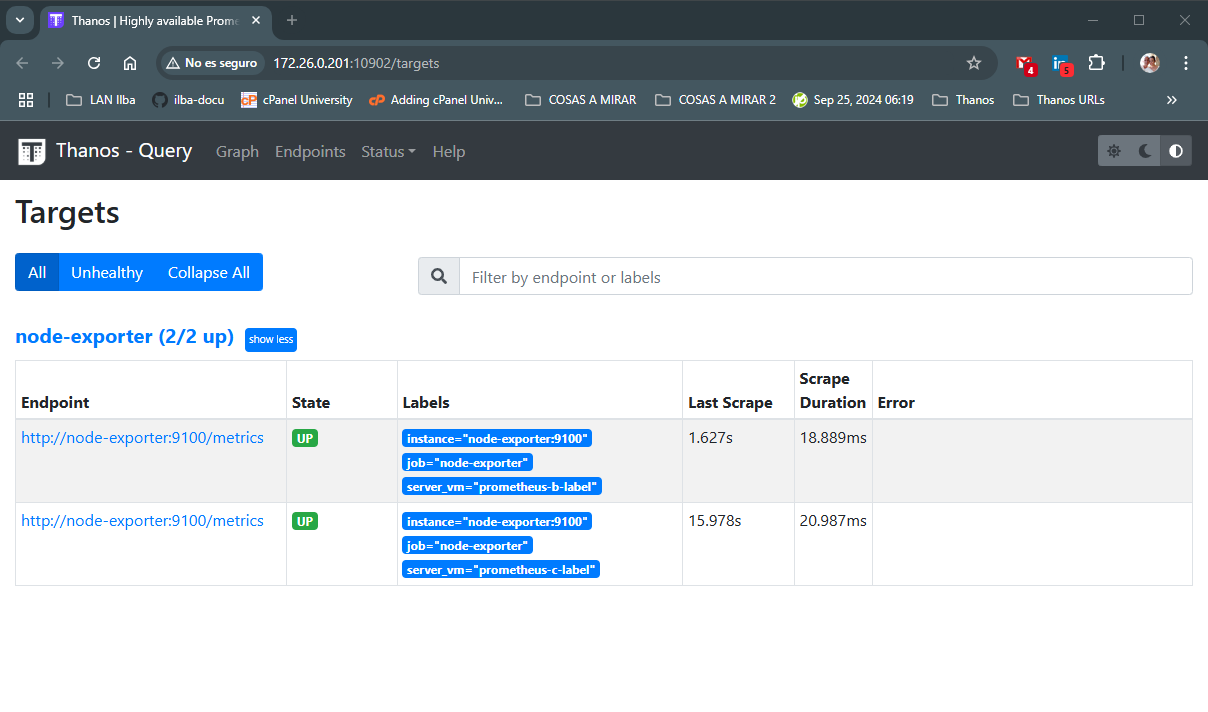 Thanos | Highly available Prome
No es seguro 172.26.0.201:10902/targets
4
5
LAN Ilba
ilba-docu
cPanel University
Adding cPanel Univ...
COSAS A MIRAR
COSAS A MIRAR 2
Sep 25, 2024 06:19
Thanos
Thanos URLs
Thanos - Query Graph Endpoints Status Help
Targets
All Unhealthy Collapse All
Filter by endpoint or labels
node-exporter (2/2 up) show less
Endpoint State Labels Last Scrape Scrape Duration Error
http://node-exporter:9100/metrics UP instance="node-exporter:9100" 1.627s 18.889ms
job="node-exporter"
server_vm="prometheus-b-label"
http://node-exporter:9100/metrics UP instance="node-exporter:9100" 15.978s 20.987ms
job="node-exporter"
server_vm="prometheus-c-label"